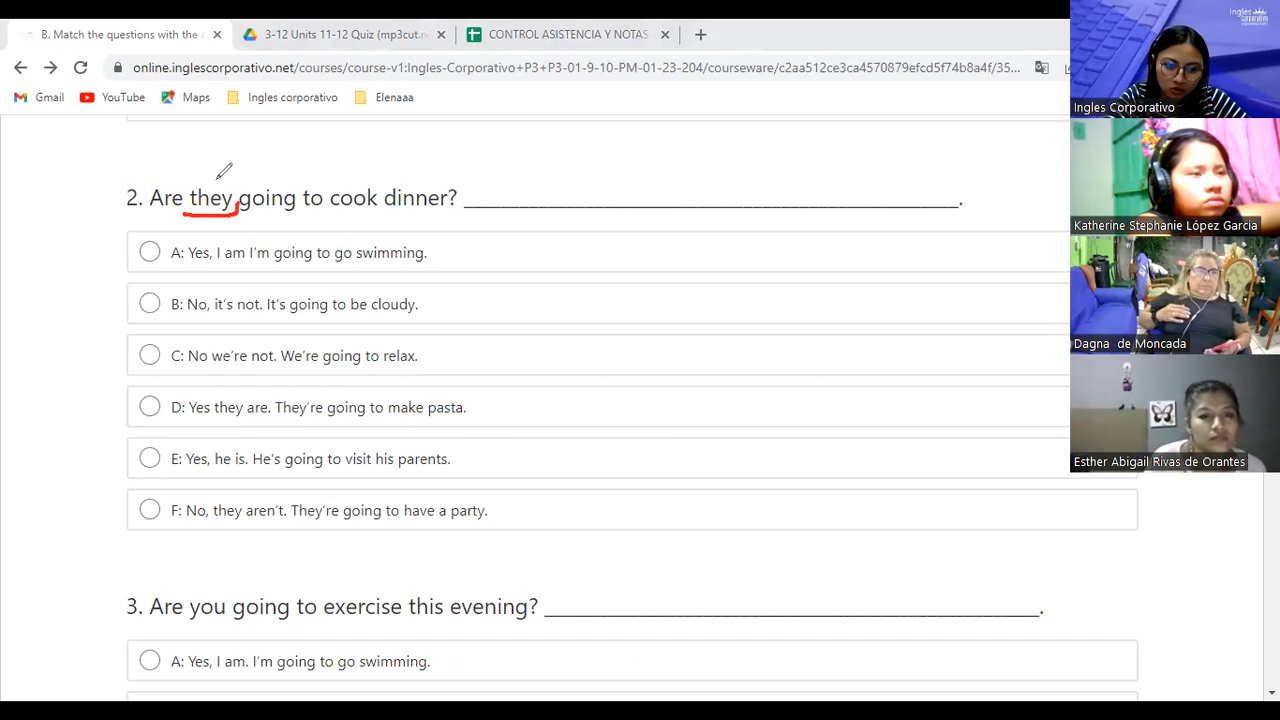 B. Match the questions with the
3-12 Units 11-12 Quiz (mp3cut
CONTROL ASISTENCIA Y NOTAS
online.inglescorporativo.net/courses/course-v1:Ingles-Corporativo+P3+P3-01-9-10-PM-01-23-204/courseware/c2aa512ce3ca4570879efcd5f74b8a4f/35...
Gmail
YouTube
Maps
Ingles corporativo
Elenaaa
2. Are they going to cook dinner? ______________.
A: Yes, I am I'm going to go swimming.
B: No, it's not. It's going to be cloudy.
C: No we're not. We're going to relax.
D: Yes they are. They're going to make pasta.
E: Yes, he is. He's going to visit his parents.
F: No, they aren't. They're going to have a party.
3. Are you going to exercise this evening? ______________.
A: Yes, I am. I'm going to go swimming.
Inglés
Corporativo
Ingles Corporativo
Katherine Stephanie López Garcia
Dagna de Moncada
Esther Abigail Rivas de Orantes